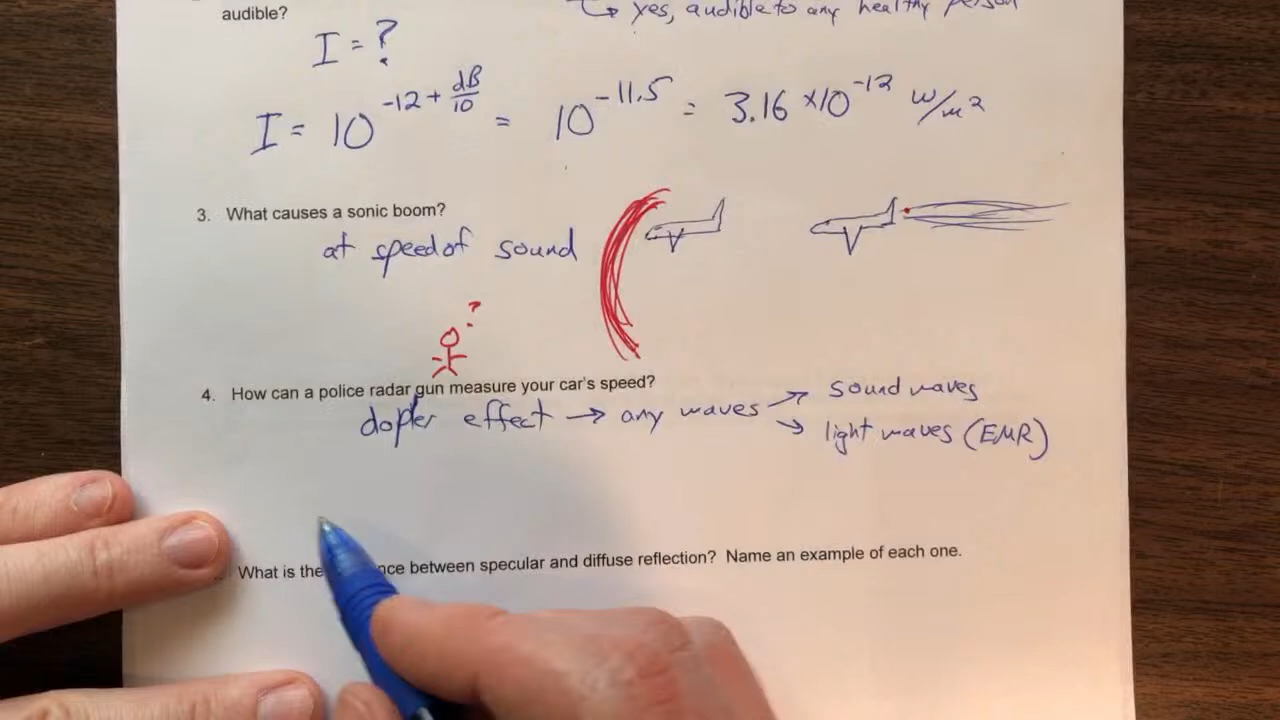 audible?
↳ yes, audible to any healthy person
I = ?
I = 10^(-12 + dB/10) = 10^(-11.5) = 3.16 ×10^(-12) W/m²
3. What causes a sonic boom?
at speed of sound
?
4. How can a police radar gun measure your car's speed?
dopler effect → any waves ↗ sound waves
↘ light waves (EMR)
What is the nce between specular and diffuse reflection? Name an example of each one.